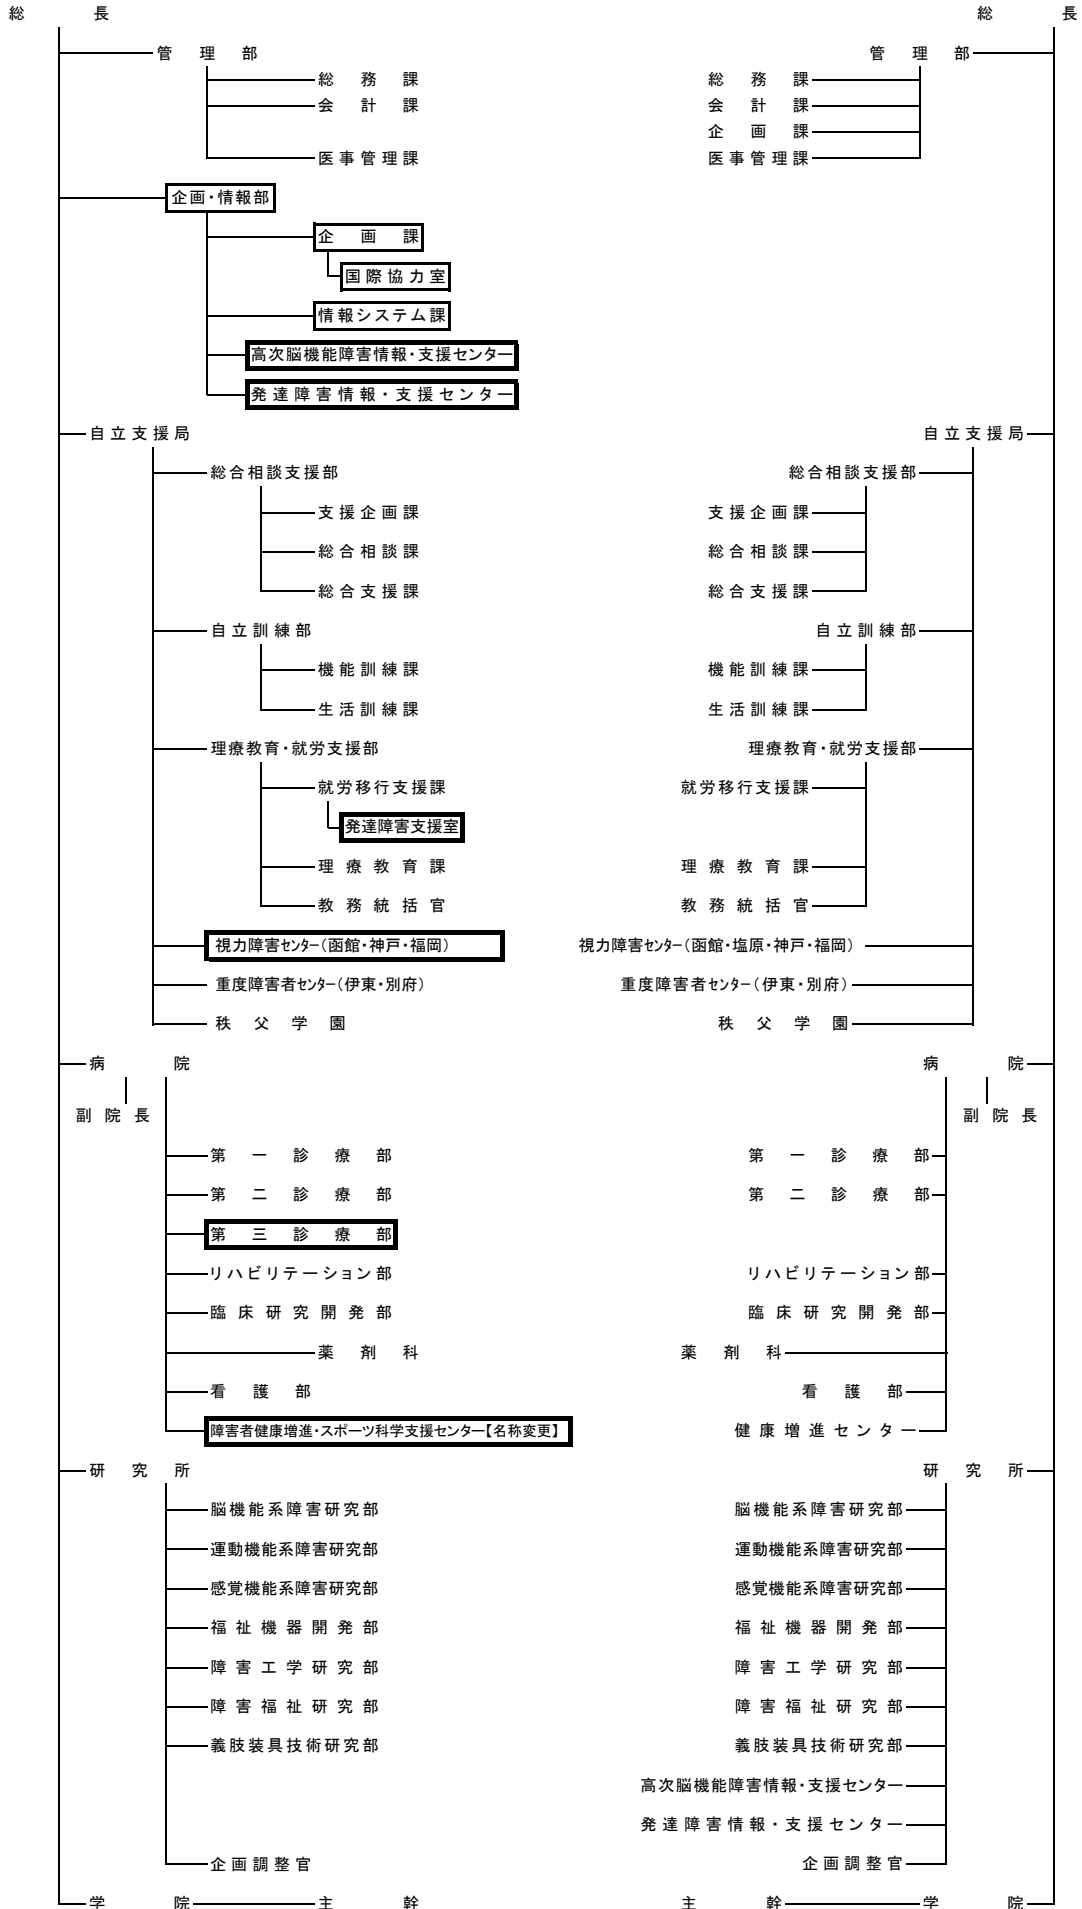 総長
管理部
総務課
会計課
医事管理課
企画・情報部
企画課
国際協力室
情報システム課
高次脳機能障害情報・支援センター
発達障害情報・支援センター
自立支援局
総合相談支援部
支援企画課
総合相談課
総合支援課
自立訓練部
機能訓練課
生活訓練課
理療教育・就労支援部
就労移行支援課
発達障害支援室
理療教育課
教務統括官
視力障害センター(函館・神戸・福岡)
重度障害者センター(伊東・別府)
秩父学園
病院
副院長
第一診療部
第二診療部
第三診療部
リハビリテーション部
臨床研究開発部
薬剤科
看護部
障害者健康増進・スポーツ科学支援センター【名称変更】
研究所
脳機能系障害研究部
運動機能系障害研究部
感覚機能系障害研究部
福祉機器開発部
障害工学研究部
障害福祉研究部
義肢装具技術研究部
企画調整官
学院
主幹
総長
管理部
総務課
会計課
企画課
医事管理課
自立支援局
総合相談支援部
支援企画課
総合相談課
総合支援課
自立訓練部
機能訓練課
生活訓練課
理療教育・就労支援部
就労移行支援課
理療教育課
教務統括官
視力障害センター(函館・塩原・神戸・福岡)
重度障害者センター(伊東・別府)
秩父学園
病院
副院長
第一診療部
第二診療部
リハビリテーション部
臨床研究開発部
薬剤科
看護部
健康増進センター
研究所
脳機能系障害研究部
運動機能系障害研究部
感覚機能系障害研究部
福祉機器開発部
障害工学研究部
障害福祉研究部
義肢装具技術研究部
高次脳機能障害情報・支援センター
発達障害情報・支援センター
企画調整官
学院
主幹